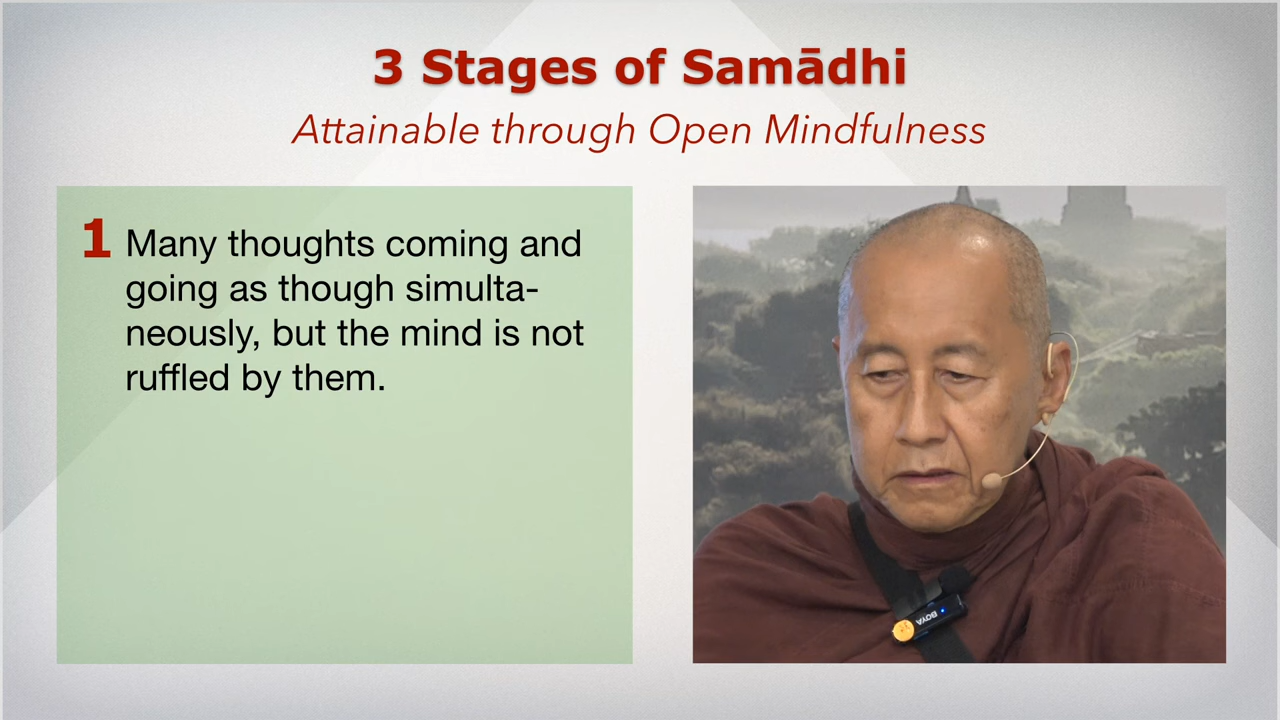 3 Stages of Samādhi
Attainable through Open Mindfulness
1 Many thoughts coming and
going as though simulta-
neously, but the mind is not
ruffled by them.
BOYA